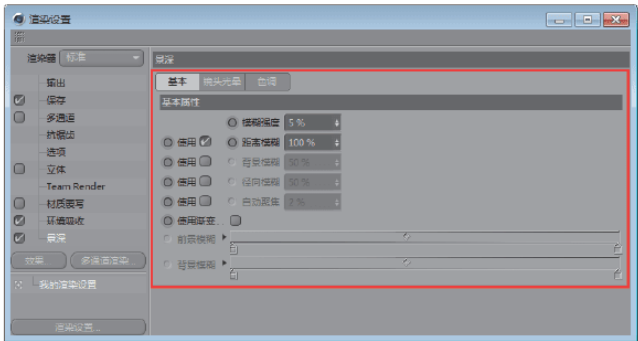 渲染设置
渲染器 标准
输出
保存
多通道
抗锯齿
选项
立体
Team Render
材质覆写
环境吸收
景深
效果... 多通道渲染...
我的渲染设置
渲染设置...
景深
基本 镜头光晕 色调
基本属性
模糊强度 5 %
使用 距离模糊 100 %
使用 背景模糊 50 %
使用 径向模糊 50 %
使用 自动聚焦
使用渐变..
前景模糊
背景模糊